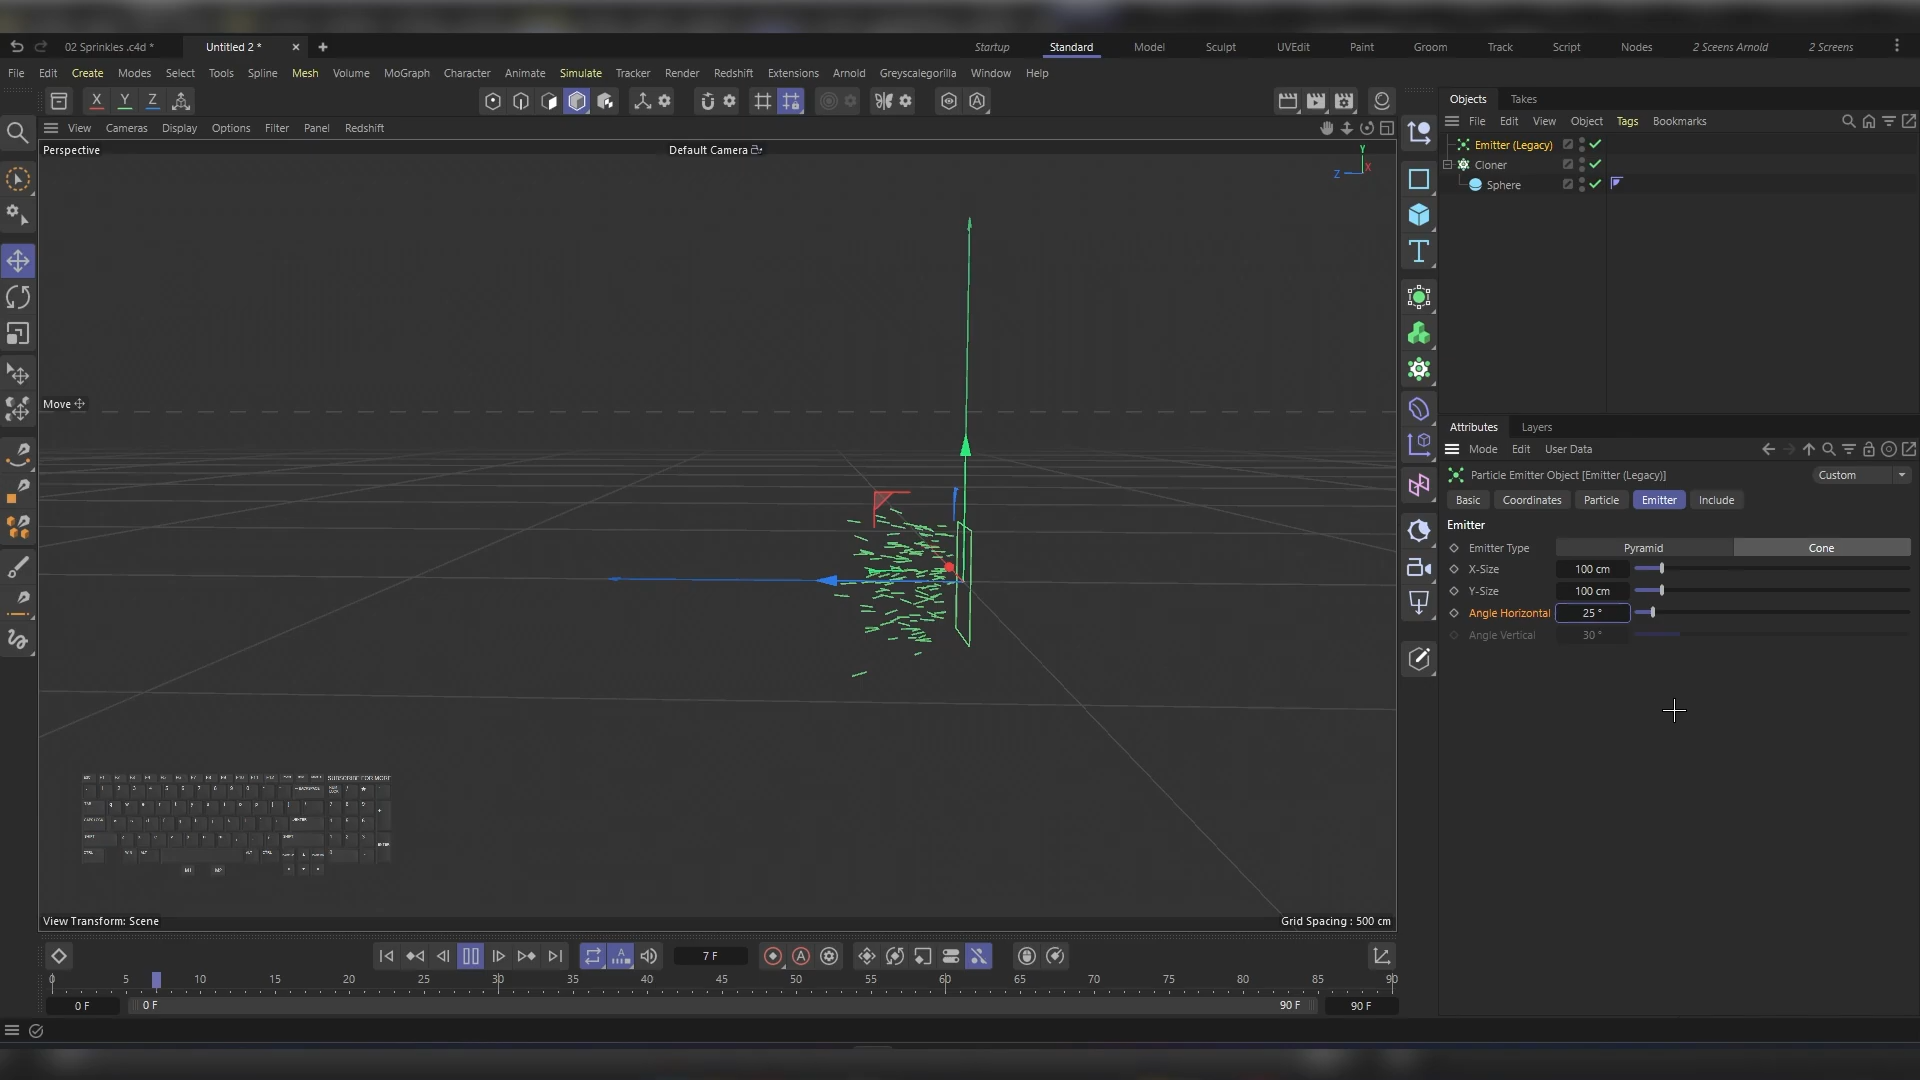 02 Sprinkles .c4d *
Untitled 2 *
Startup
Standard
Model
Sculpt
UVEdit
Paint
Groom
Track
Script
Nodes
2 Sceens Arnold
2 Screens
File Edit Create Modes Select Tools Spline Mesh Volume MoGraph Character Animate Simulate Tracker Render Redshift Extensions Arnold Greyscalegorilla Window Help
X Y Z
Objects Takes
View Cameras Display Options Filter Panel Redshift
File Edit View Object Tags Bookmarks
Perspective
Default Camera
Y
X
Z
Emitter (Legacy)
Cloner
Sphere
Move
Attributes Layers
Mode Edit User Data
Particle Emitter Object [Emitter (Legacy)]
Custom
Basic Coordinates Particle Emitter Include
Emitter
Emitter Type Pyramid Cone
X-Size 100 cm
Y-Size 100 cm
Angle Horizontal 25 °
Angle Vertical 30 °
SUBSCRIBE FOR MORE
View Transform: Scene
Grid Spacing : 500 cm
7 F
0 5 10 15 20 25 30 35 40 45 50 55 60 65 70 75 80 85 90
0 F
0 F
90 F
90 F